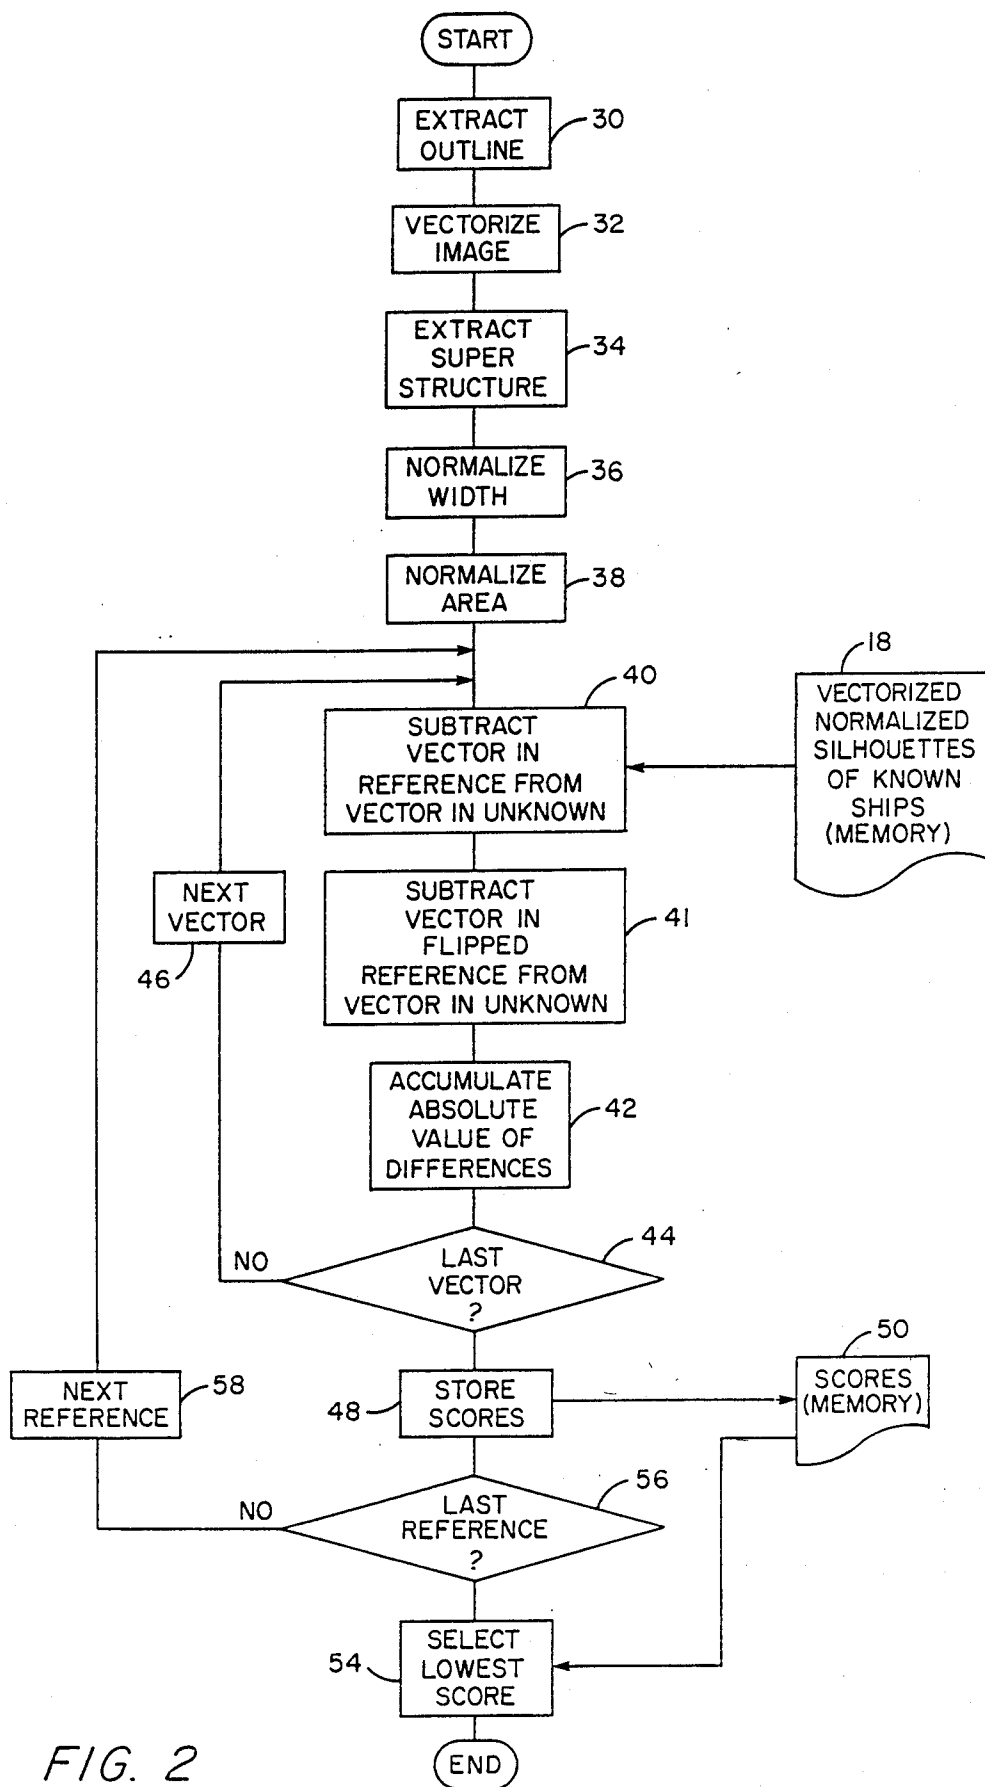 START
EXTRACT
OUTLINE
30
VECTORIZE
IMAGE
32
EXTRACT
SUPER
STRUCTURE
34
NORMALIZE
WIDTH
36
NORMALIZE
AREA
38
18
VECTORIZED
NORMALIZED
SILHOUETTES
OF KNOWN
SHIPS
(MEMORY)
40
SUBTRACT
VECTOR IN
REFERENCE FROM
VECTOR IN UNKNOWN
NEXT
VECTOR
46
SUBTRACT
VECTOR IN
FLIPPED
REFERENCE FROM
VECTOR IN UNKNOWN
41
ACCUMULATE
ABSOLUTE
VALUE OF
DIFFERENCES
42
NO
LAST
VECTOR
?
44
NEXT
REFERENCE
58
48
STORE
SCORES
50
SCORES
(MEMORY)
NO
LAST
REFERENCE
?
56
54
SELECT
LOWEST
SCORE
END
FIG. 2